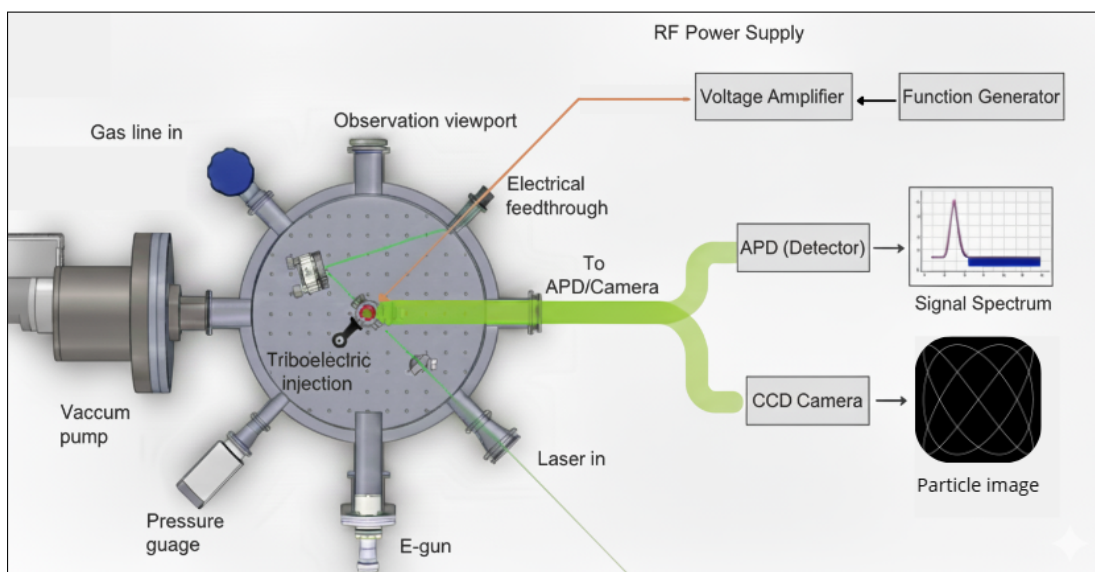 RF Power Supply
Voltage Amplifier
Function Generator
Gas line in
Observation viewport
Electrical
feedthrough
To
APD/Camera
APD (Detector)
Signal Spectrum
Triboelectric
injection
Vaccum
pump
CCD Camera
Laser in
Particle image
Pressure
guage
E-gun